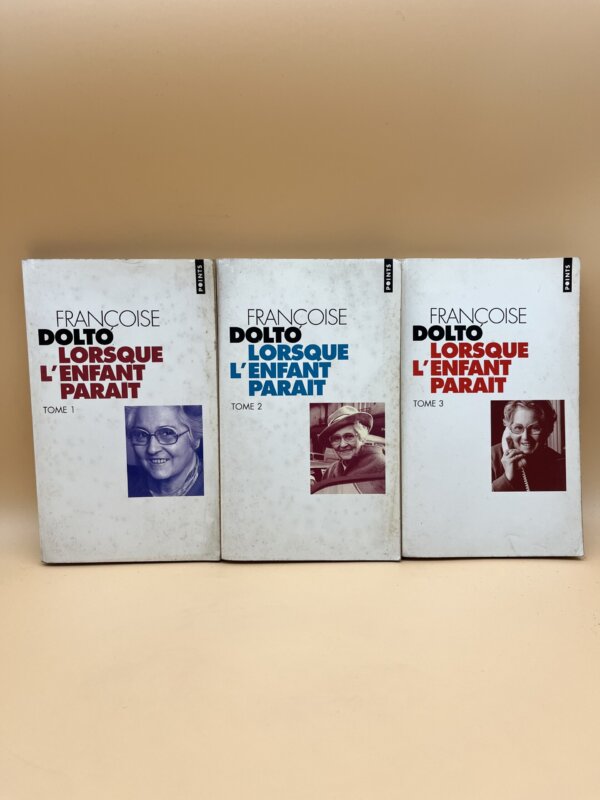 POINTS
FRANÇOISE
DOLTO
LORSQUE
L'ENFANT
PARAIT
TOME 1
POINTS
FRANÇOISE
DOLTO
LORSQUE
L'ENFANT
PARAIT
TOME 2
POINTS
FRANÇOISE
DOLTO
LORSQUE
L'ENFANT
PARAIT
TOME 3